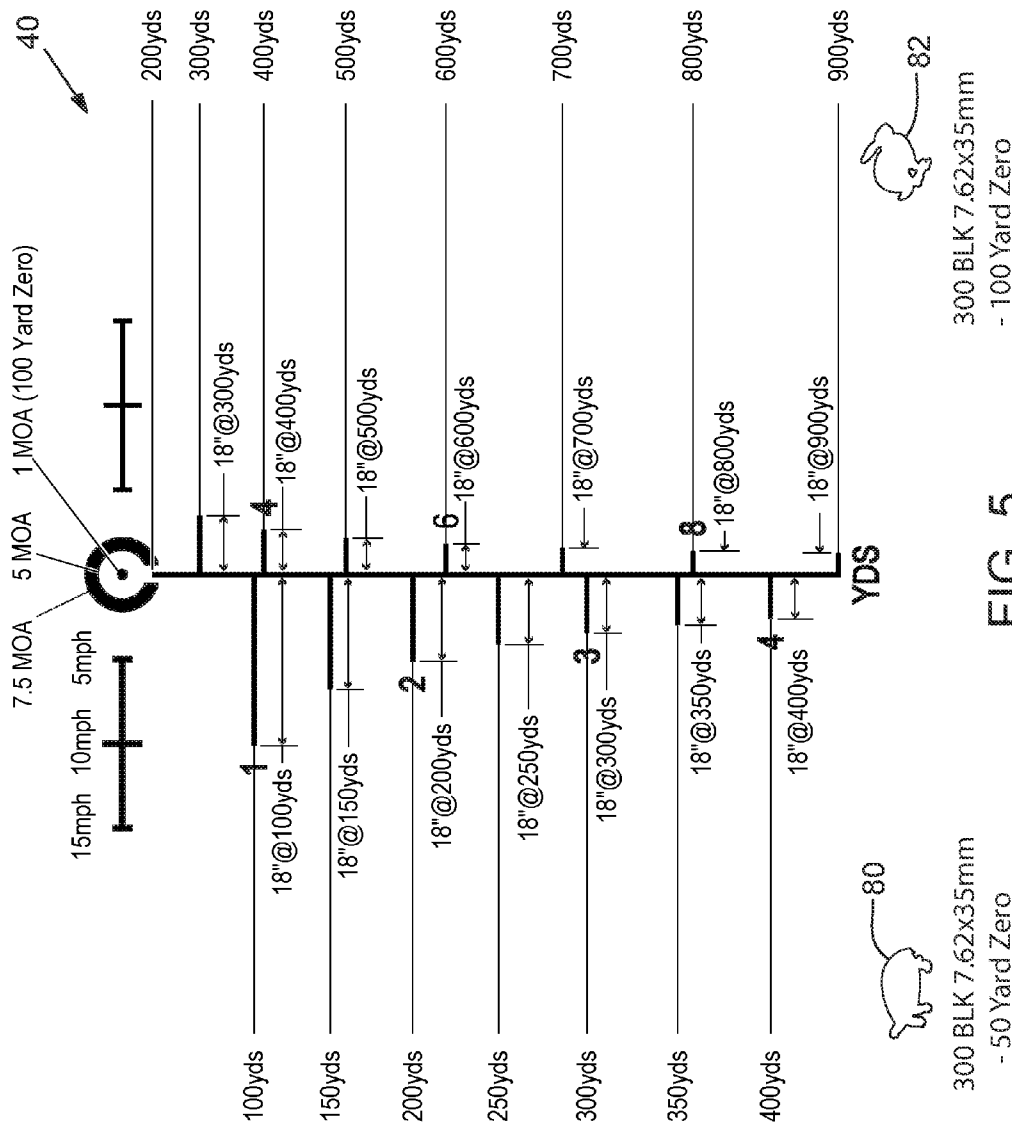 40
7.5 MOA 5 MOA 1 MOA (100 Yard Zero)
15mph 10mph 5mph
200yds
300yds
400yds
500yds
600yds
700yds
800yds
900yds
18"@300yds
4
18"@400yds
18"@500yds
6
18"@600yds
18"@700yds
8
18"@800yds
18"@900yds
100yds
150yds
200yds
250yds
300yds
350yds
400yds
1
18"@100yds
18"@150yds
2
18"@200yds
18"@250yds
3
18"@300yds
18"@350yds
4
18"@400yds
YDS
80
300 BLK 7.62x35mm
- 50 Yard Zero
82
300 BLK 7.62x35mm
- 100 Yard Zero
FIG. 5